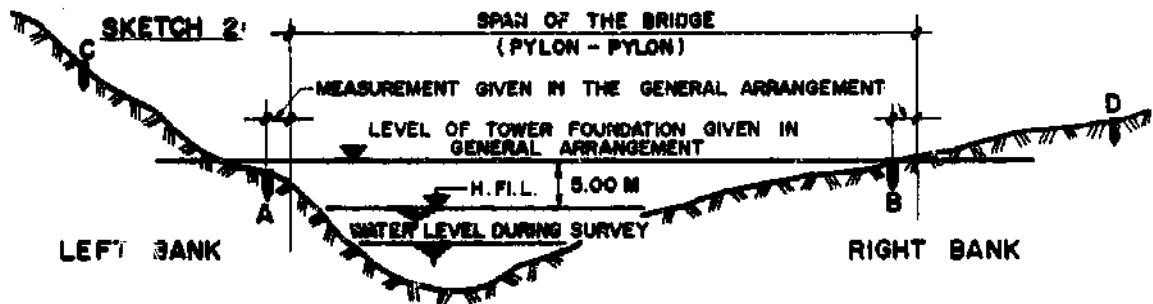 SKETCH 2:
SPAN OF THE BRIDGE
(PYLON - PYLON)
C
MEASUREMENT GIVEN IN THE GENERAL ARRANGEMENT
D
LEVEL OF TOWER FOUNDATION GIVEN IN
GENERAL ARRANGEMENT
H.Fl.L.
5.00 M
A
B
WATER LEVEL DURING SURVEY
LEFT BANK
RIGHT BANK